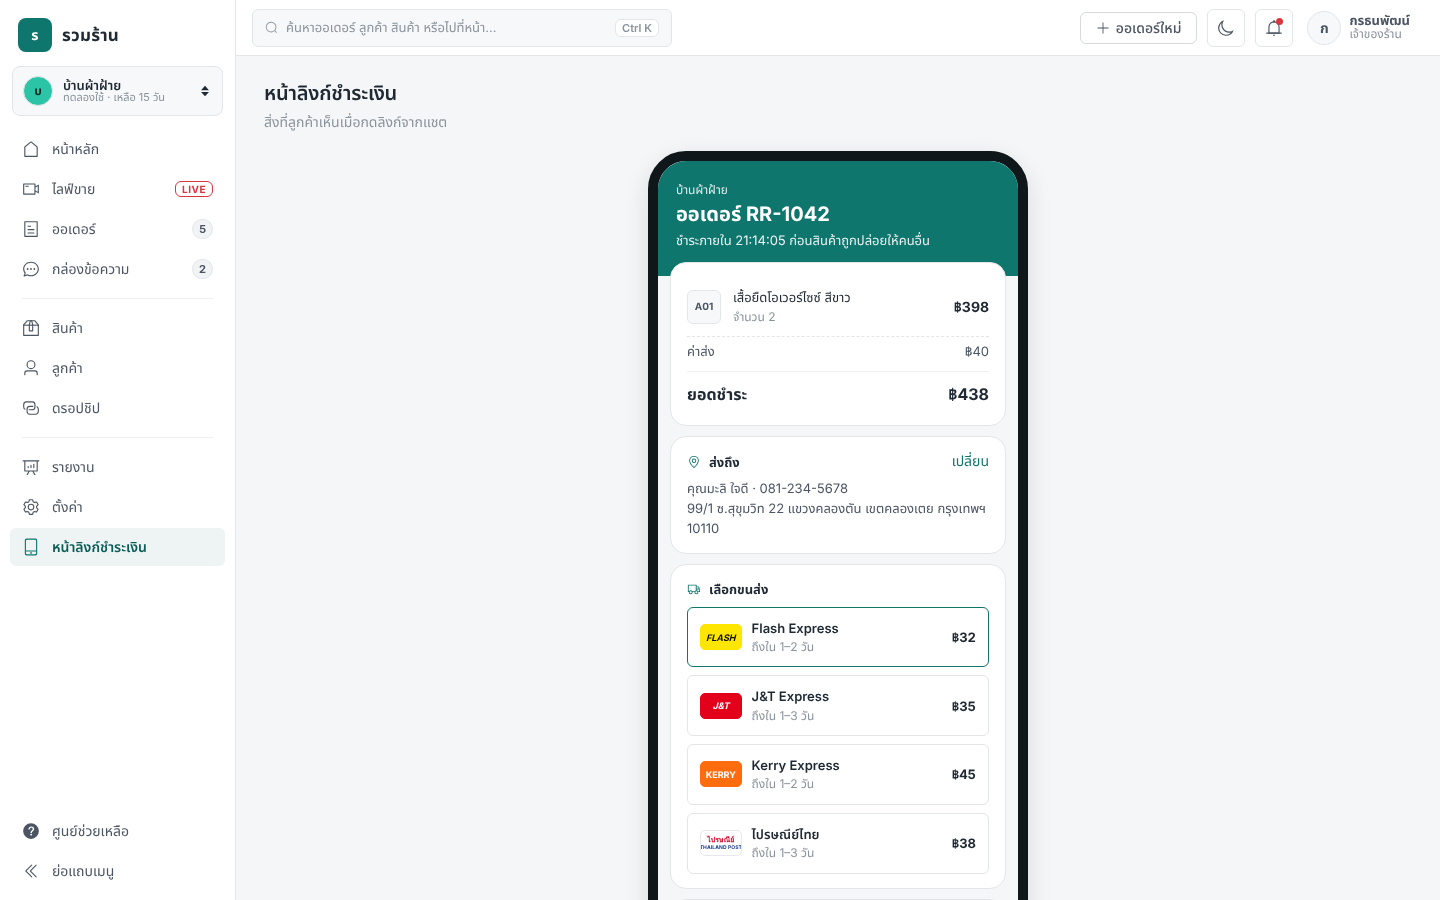 ร
รวมร้าน
บ
บ้านผ้าฝ้าย
ทดลองใช้ · เหลือ 15 วัน
หน้าหลัก
ไลฟ์ขาย
LIVE
ออเดอร์
5
กล่องข้อความ
2
สินค้า
ลูกค้า
ดรอปชิป
รายงาน
ตั้งค่า
หน้าลิงก์ชำระเงิน
ศูนย์ช่วยเหลือ
ย่อแถบเมนู
ค้นหาออเดอร์ ลูกค้า สินค้า หรือไปที่หน้า...
Ctrl K
ออเดอร์ใหม่
ก
กรธนพัฒน์
เจ้าของร้าน
หน้าลิงก์ชำระเงิน
สิ่งที่ลูกค้าเห็นเมื่อกดลิงก์จากแชต
บ้านผ้าฝ้าย
ออเดอร์ RR-1042
ชำระภายใน 21:14:05 ก่อนสินค้าถูกปล่อยให้คนอื่น
A01
เสื้อยืดโอเวอร์ไซซ์ สีขาว
จำนวน 2
฿398
ค่าส่ง
฿40
ยอดชำระ
฿438
ส่งถึง
เปลี่ยน
คุณมะลิ ใจดี · 081-234-5678
99/1 ซ.สุขุมวิท 22 แขวงคลองตัน เขตคลองเตย กรุงเทพฯ
10110
เลือกขนส่ง
FLASH
Flash Express
ถึงใน 1–2 วัน
฿32
J&T
J&T Express
ถึงใน 1–3 วัน
฿35
KERRY
Kerry Express
ถึงใน 1–2 วัน
฿45
ไปรษณีย์
THAILAND POST
ไปรษณีย์ไทย
ถึงใน 1–3 วัน
฿38